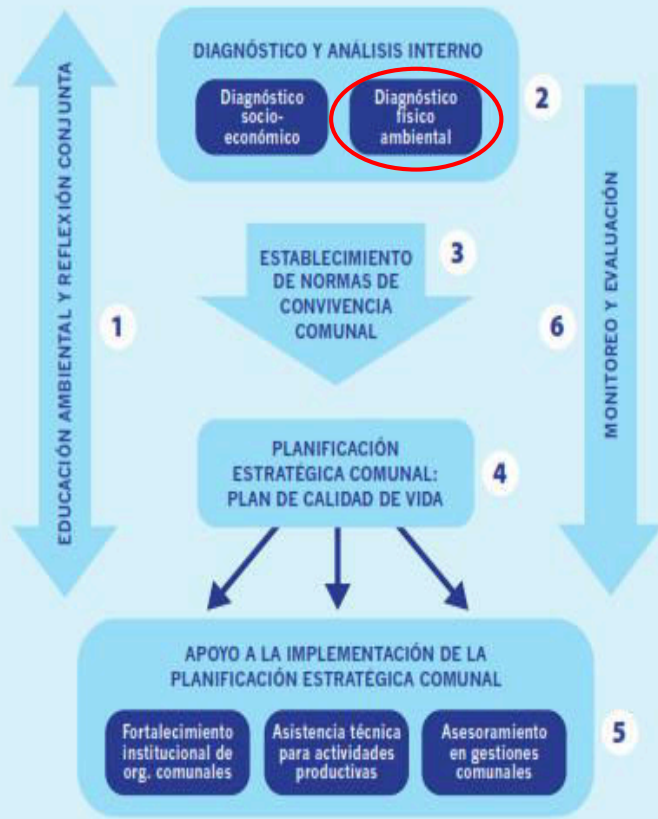 DIAGNÓSTICO Y ANÁLISIS INTERNO
Diagnóstico
socio-
económico
Diagnóstico
físico
ambiental
2
EDUCACIÓN AMBIENTAL Y REFLEXIÓN CONJUNTA
1
ESTABLECIMIENTO
DE NORMAS DE
CONVIVENCIA
COMUNAL
3
MONITOREO Y EVALUACIÓN
6
PLANIFICACIÓN
ESTRATÉGICA COMUNAL:
PLAN DE CALIDAD DE VIDA
4
APOYO A LA IMPLEMENTACIÓN DE LA
PLANIFICACIÓN ESTRATÉGICA COMUNAL
Fortalecimiento
institucional de
org. comunales
Asistencia técnica
para actividades
productivas
Asesoramiento
en gestiones
comunales
5